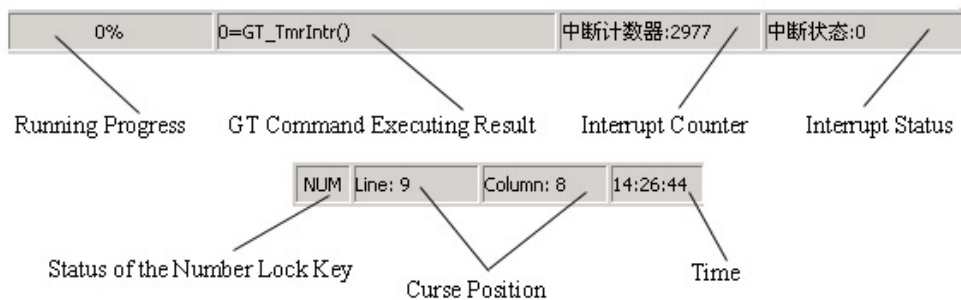 0% 0=GT_TmrIntr() 中断计数器:2977 中断状态:0
Running Progress GT Command Executing Result Interrupt Counter Interrupt Status
NUM Line: 9 Column: 8 14:26:44
Status of the Number Lock Key Curse Position Time